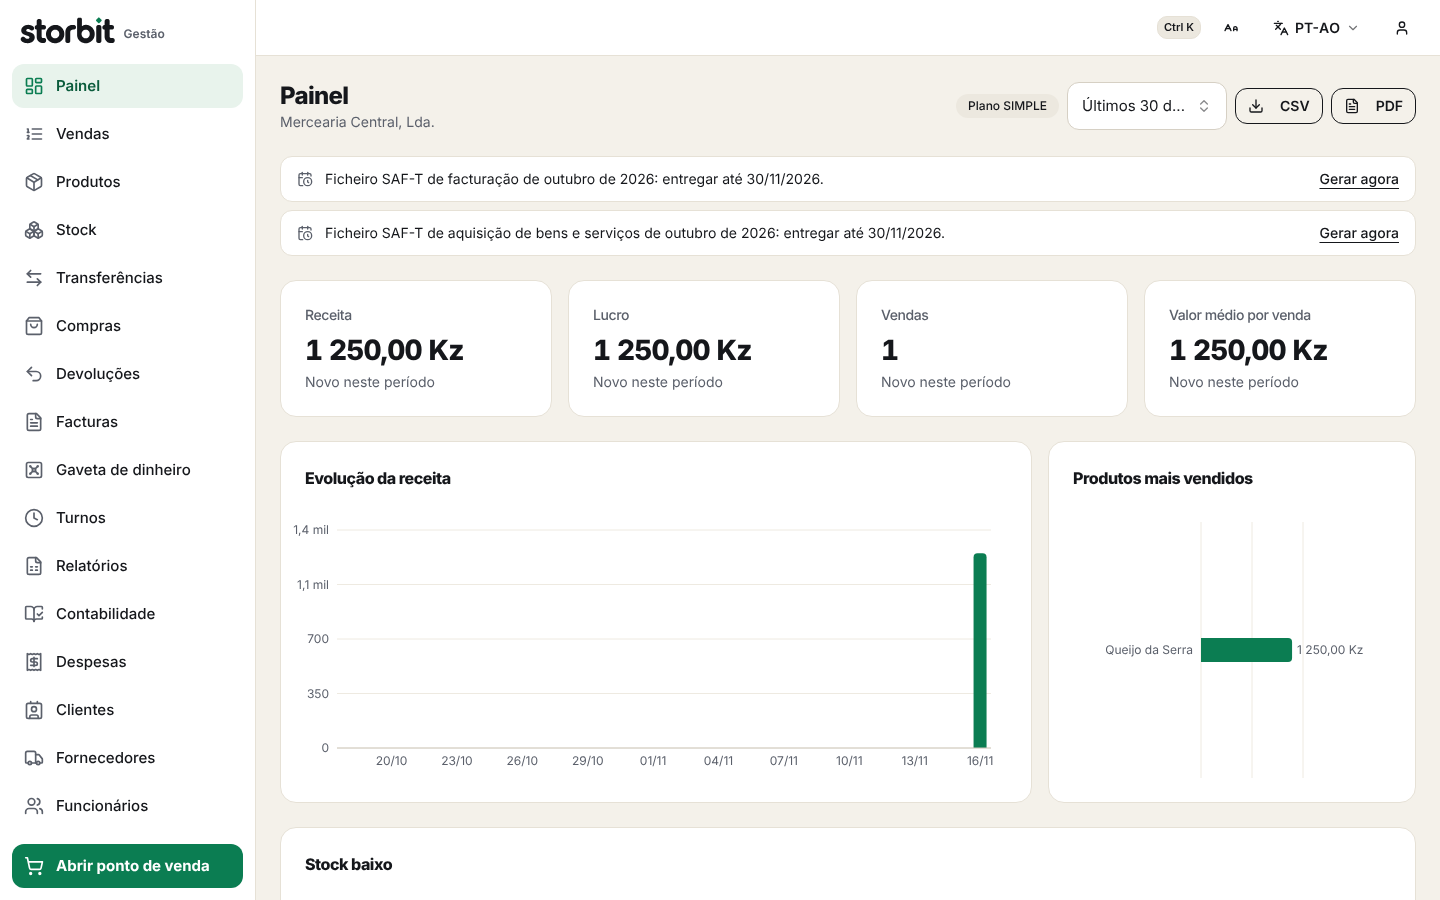 storbit Gestão
Ctrl K
AA
PT-AO
Painel
Vendas
Produtos
Stock
Transferências
Compras
Devoluções
Facturas
Gaveta de dinheiro
Turnos
Relatórios
Contabilidade
Despesas
Clientes
Fornecedores
Funcionários
Abrir ponto de venda
Painel
Mercearia Central, Lda.
Plano SIMPLE
Últimos 30 d...
CSV
PDF
Ficheiro SAF-T de facturação de outubro de 2026: entregar até 30/11/2026.
Gerar agora
Ficheiro SAF-T de aquisição de bens e serviços de outubro de 2026: entregar até 30/11/2026.
Gerar agora
Receita
1 250,00 Kz
Novo neste período
Lucro
1 250,00 Kz
Novo neste período
Vendas
1
Novo neste período
Valor médio por venda
1 250,00 Kz
Novo neste período
Evolução da receita
1,4 mil
1,1 mil
700
350
0
20/10 23/10 26/10 29/10 01/11 04/11 07/11 10/11 13/11 16/11
Produtos mais vendidos
Queijo da Serra
1 250,00 Kz
Stock baixo